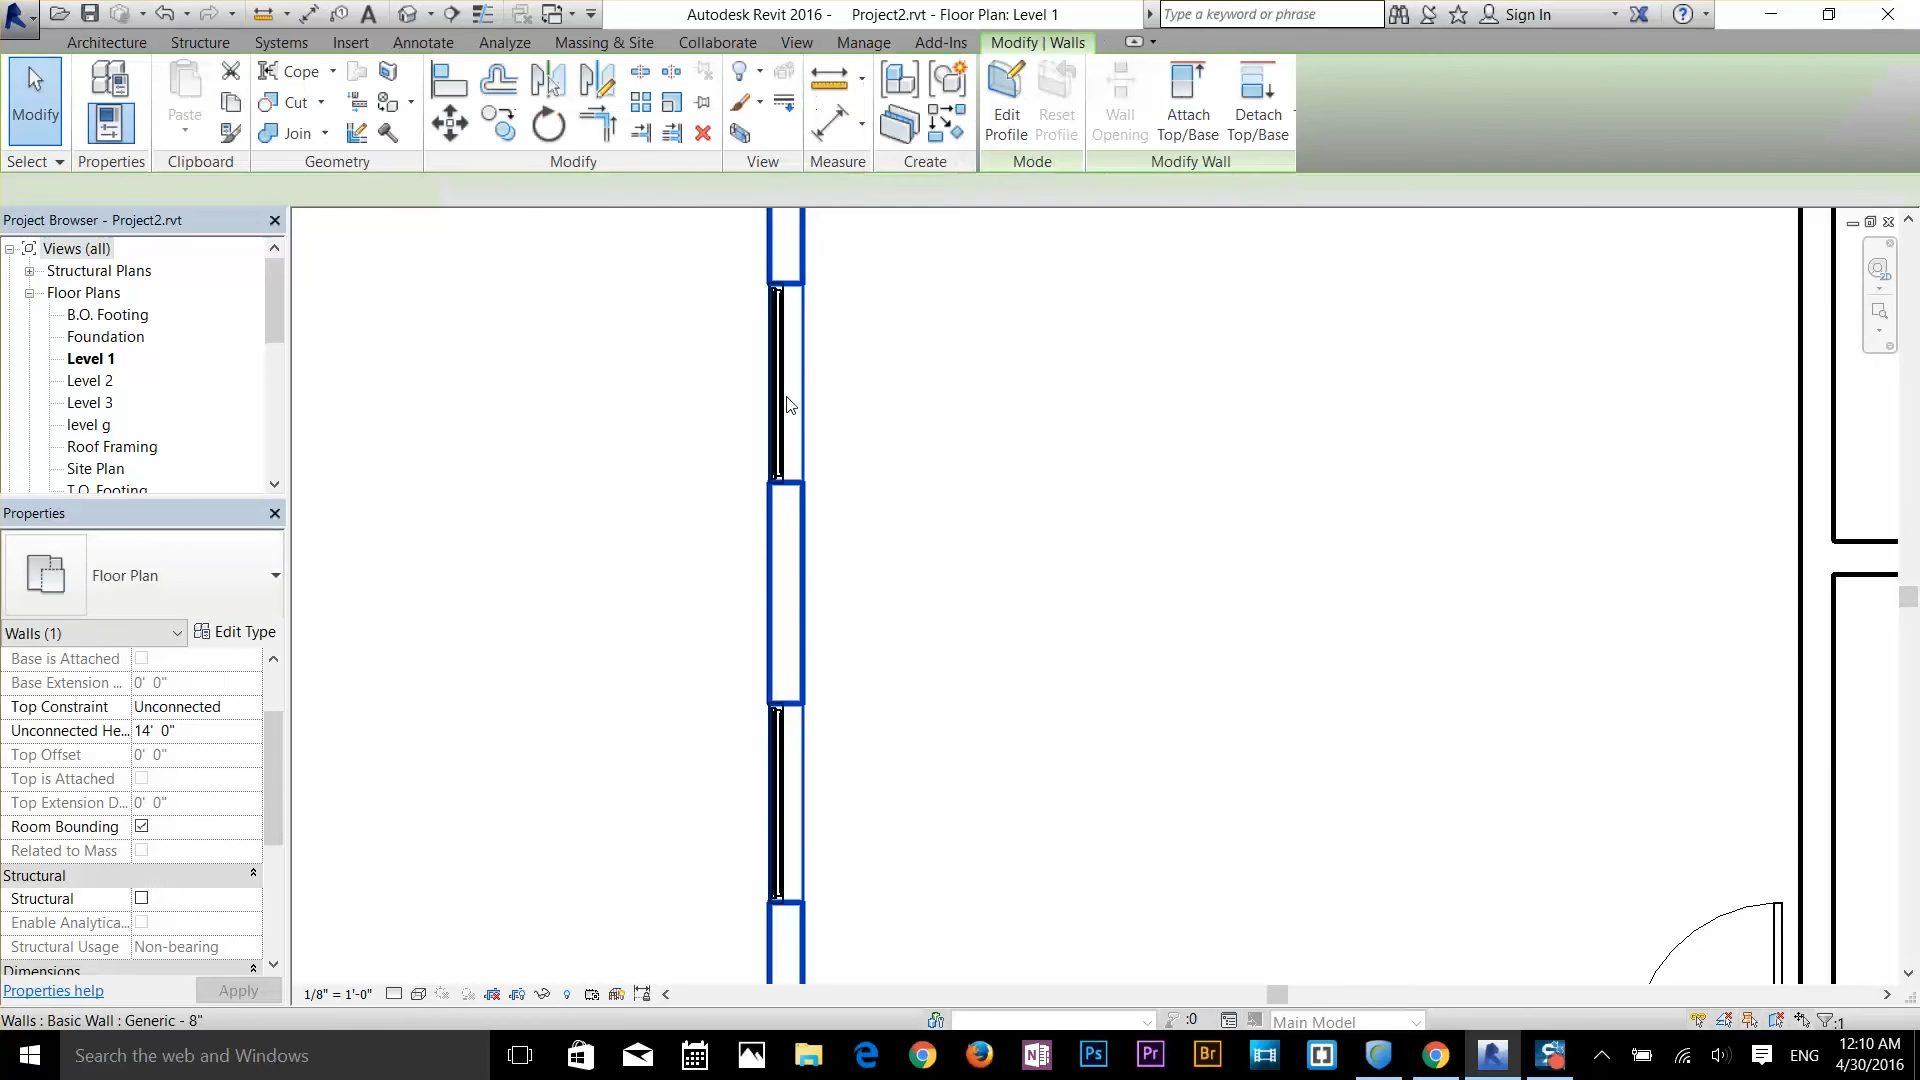 Autodesk Revit 2016 - Project2.rvt - Floor Plan: Level 1
Type a keyword or phrase
Sign In
Architecture
Structure
Systems
Insert
Annotate
Analyze
Massing & Site
Collaborate
View
Manage
Add-Ins
Modify | Walls
Modify
Paste
Cope
Cut
Join
Edit Profile
Reset Profile
Wall Opening
Attach Top/Base
Detach Top/Base
Select
Properties
Clipboard
Geometry
Modify
View
Measure
Create
Mode
Modify Wall
Project Browser - Project2.rvt
Views (all)
Structural Plans
Floor Plans
B.O. Footing
Foundation
Level 1
Level 2
Level 3
level g
Roof Framing
Site Plan
T.O. Footing
Properties
Floor Plan
Walls (1)
Edit Type
Base is Attached
Base Extension ... 0' 0"
Top Constraint Unconnected
Unconnected He... 14' 0"
Top Offset 0' 0"
Top is Attached
Top Extension D... 0' 0"
Room Bounding
Related to Mass
Structural
Structural
Enable Analytica...
Structural Usage Non-bearing
Dimensions
Properties help
Apply
1/8" = 1'-0"
2D
Walls : Basic Wall : Generic - 8"
:0
Main Model
:1
Search the web and Windows
N
Ps
Pr
Br
ENG
12:10 AM
4/30/2016